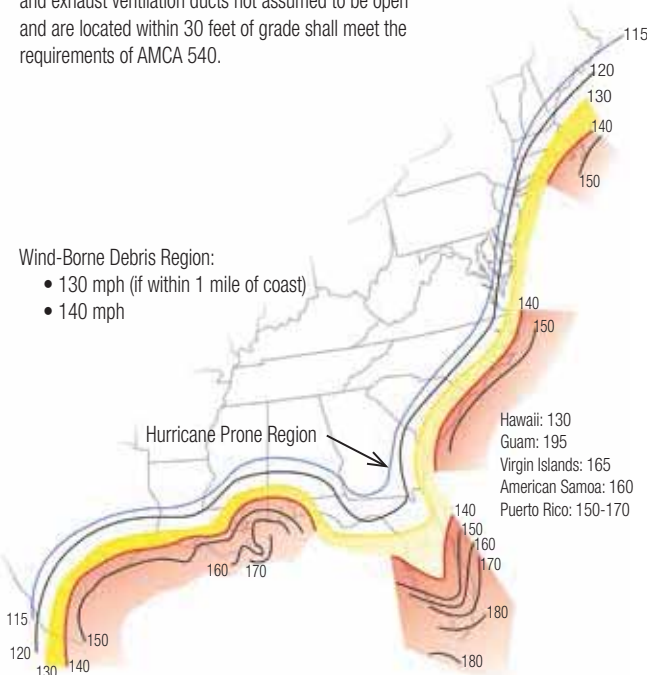 and exhaust ventilation ducts not assumed to be open
and are located within 30 feet of grade shall meet the
requirements of AMCA 540.
115
120
130
140
150
Wind-Borne Debris Region:
• 130 mph (if within 1 mile of coast)
• 140 mph
140
150
Hurricane Prone Region
Hawaii: 130
Guam: 195
Virgin Islands: 165
American Samoa: 160
Puerto Rico: 150-170
140
150
160
170
180
180
160 170
115
120
130 140
150